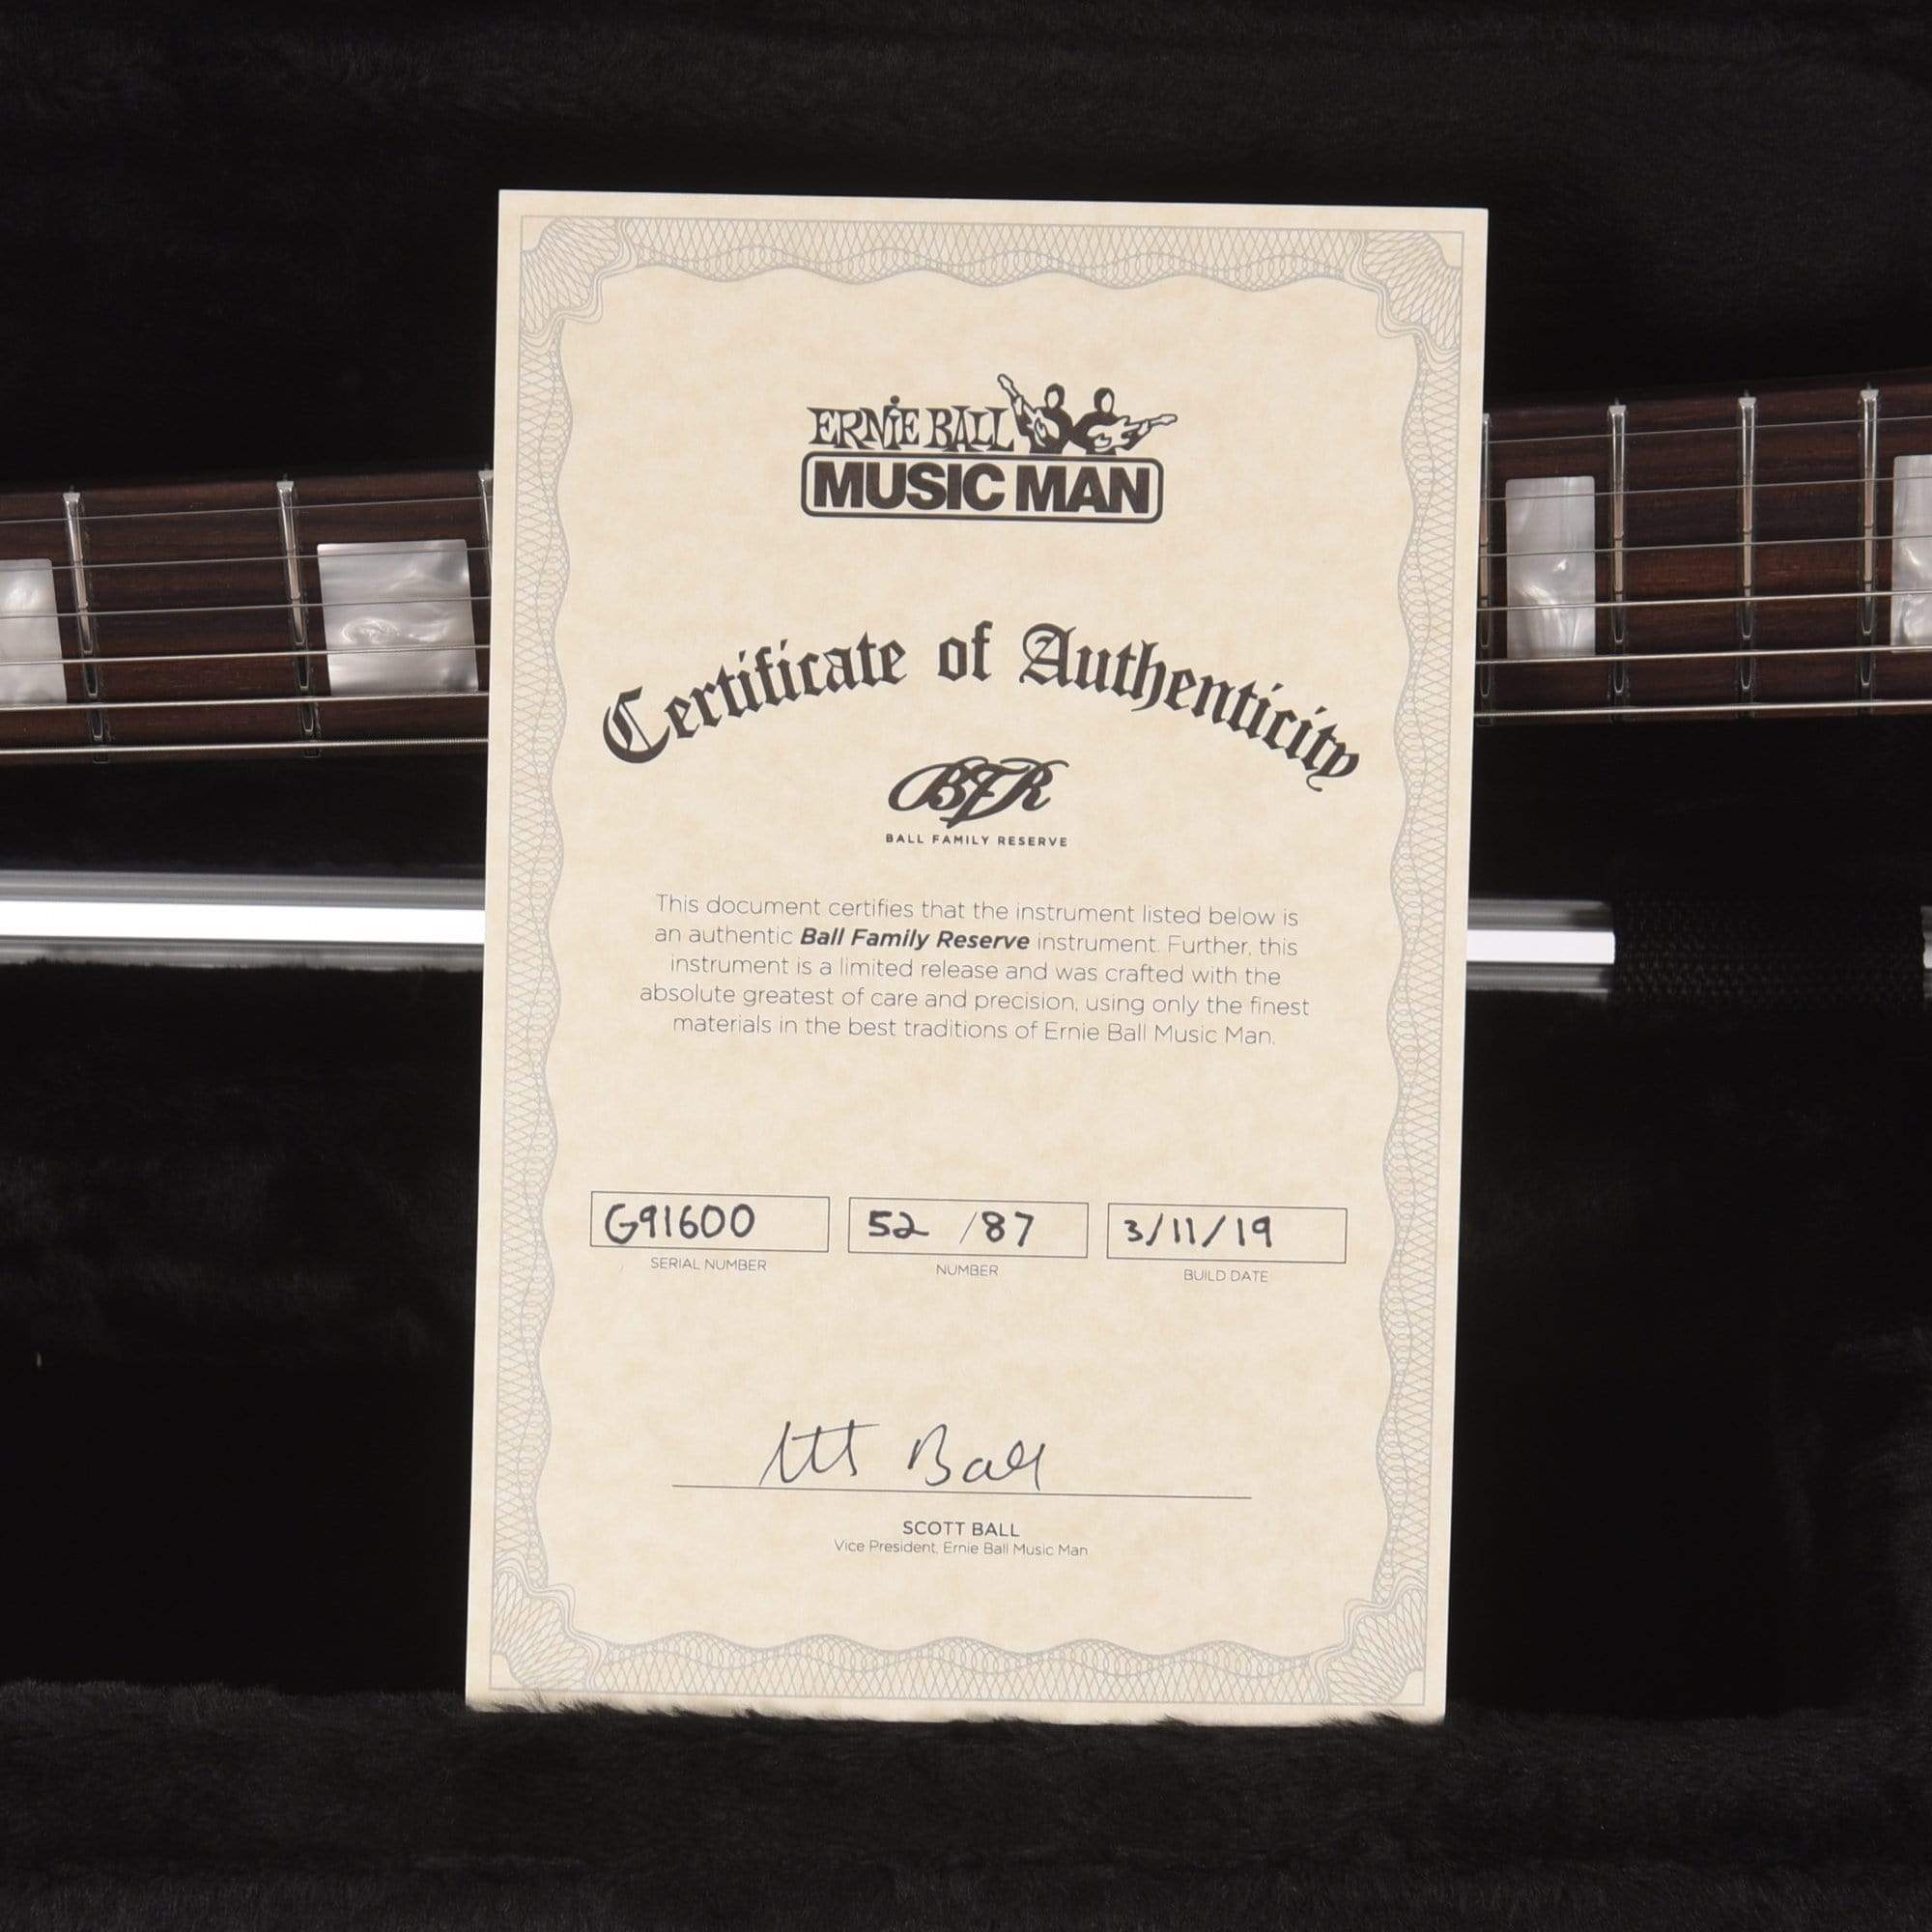 ERNIE BALL
MUSIC MAN
Certificate of Authenticity
BFR
BALL FAMILY RESERVE
This document certifies that the instrument listed below is
an authentic Ball Family Reserve instrument. Further, this
instrument is a limited release and was crafted with the
absolute greatest of care and precision, using only the finest
materials in the best traditions of Ernie Ball Music Man.
G91600 52 /87 3/11/19
SERIAL NUMBER NUMBER BUILD DATE
Ball
SCOTT BALL
Vice President, Ernie Ball Music Man